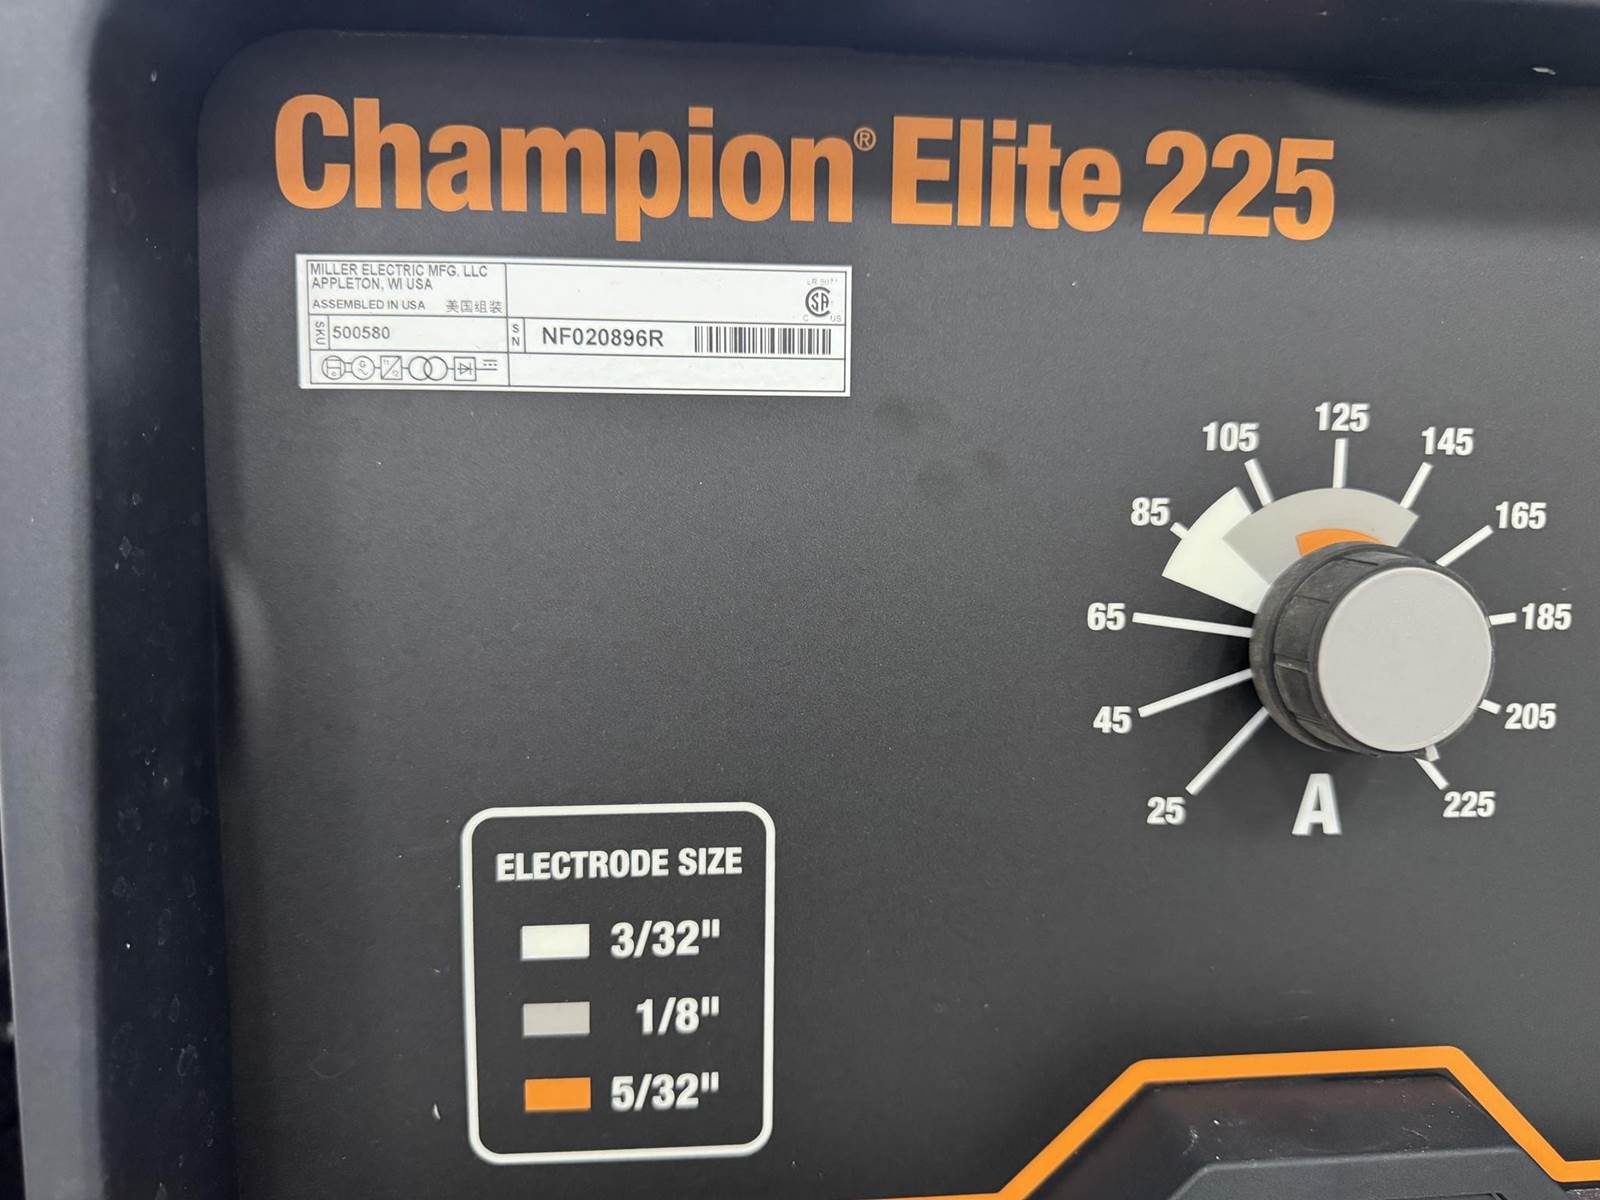 Champion® Elite 225
MILLER ELECTRIC MFG. LLC
APPLETON, WI USA
ASSEMBLED IN USA 美国组装
SKU 500580
SN NF020896R
CSA
C US
105 125 145
85 165
65 185
45 205
25 A 225
ELECTRODE SIZE
3/32"
1/8"
5/32"